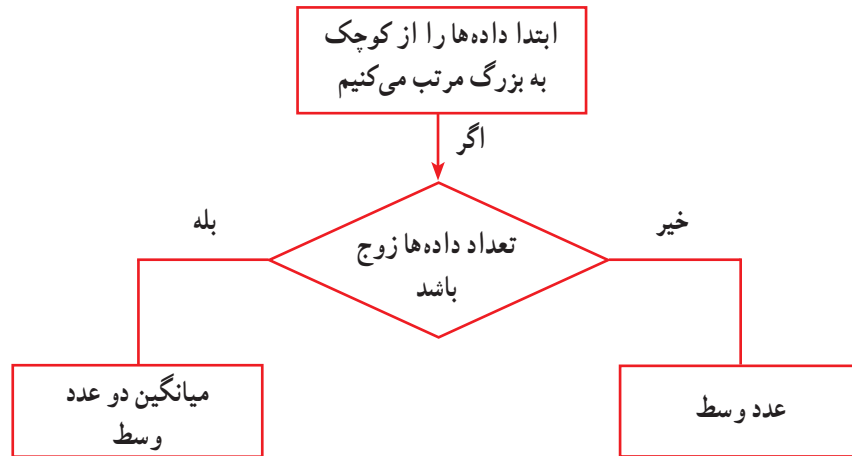 ابتدا داده‌ها را از کوچک
به بزرگ مرتب می‌کنیم
اگر
خیر
بله
تعداد داده‌ها زوج
باشد
عدد وسط
میانگین دو عدد
وسط